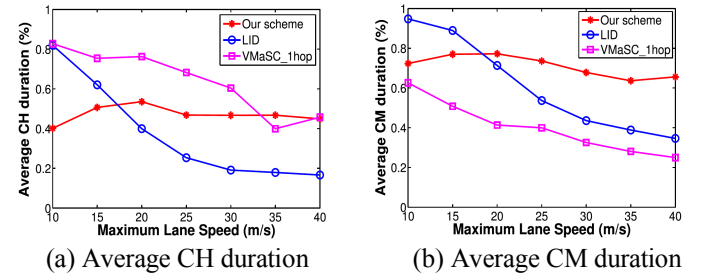 Average CH duration (%)
1
0.8
0.6
0.4
0.2
0
10 15 20 25 30 35 40
Maximum Lane Speed (m/s)
Our scheme
LID
VMaSC_1hop
(a) Average CH duration
Average CM duration (%)
1
0.8
0.6
0.4
0.2
0
10 15 20 25 30 35 40
Maximum Lane Speed (m/s)
Our scheme
LID
VMaSC_1hop
(b) Average CM duration